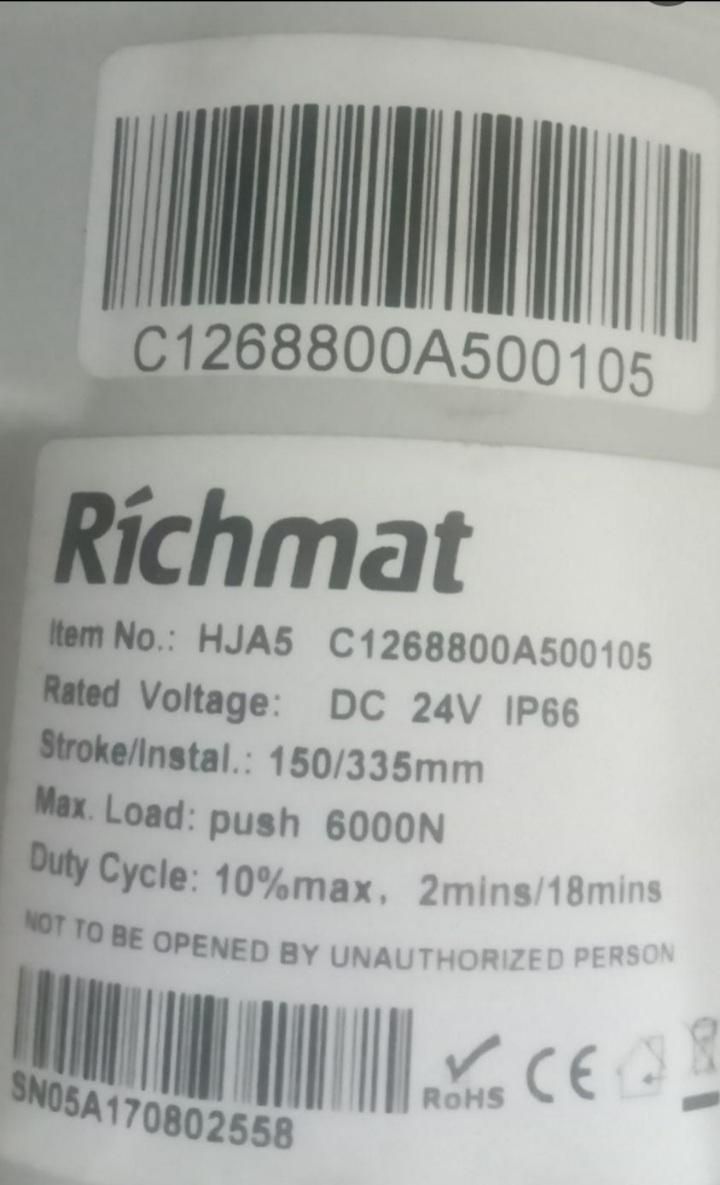 C1268800A500105
Richmat
Item No.: HJA5 C1268800A500105
Rated Voltage: DC 24V IP66
Stroke/Instal.: 150/335mm
Max. Load: push 6000N
Duty Cycle: 10%max, 2mins/18mins
NOT TO BE OPENED BY UNAUTHORIZED PERSON
RoHS CE
SN05A170802558